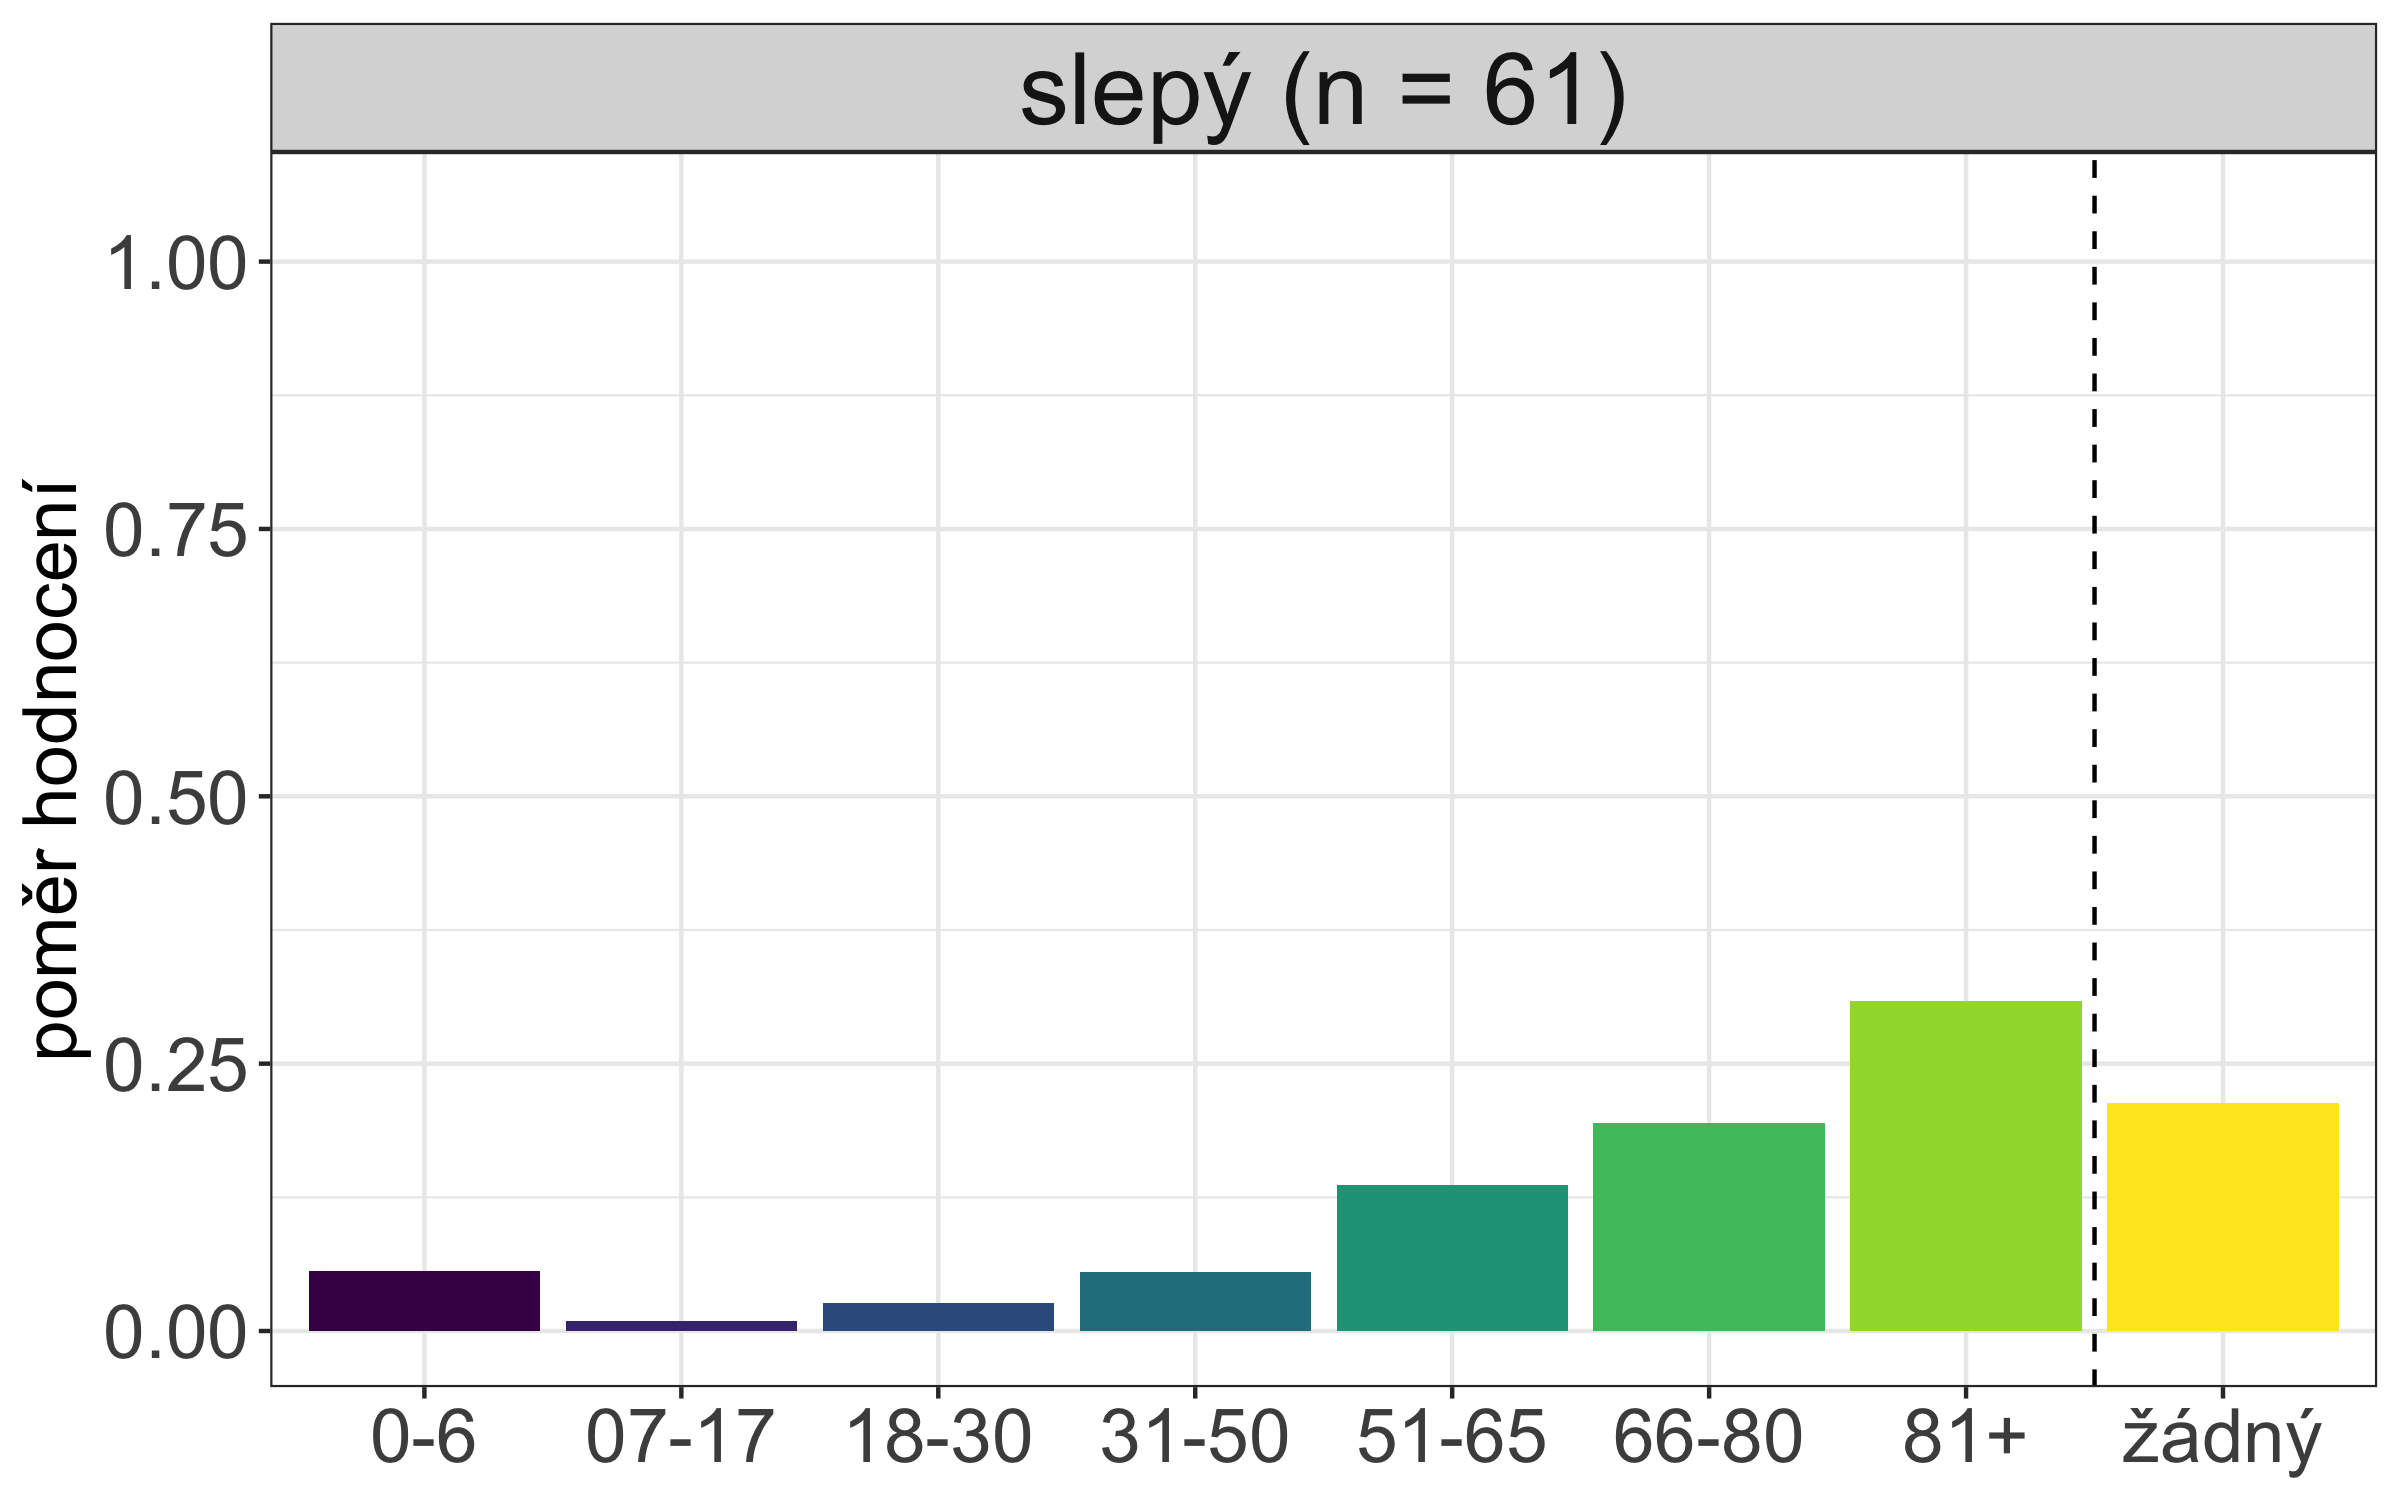 slepý (n = 61)
poměr hodnocení
1.00
0.75
0.50
0.25
0.00
0-6 07-17 18-30 31-50 51-65 66-80 81+ žádný